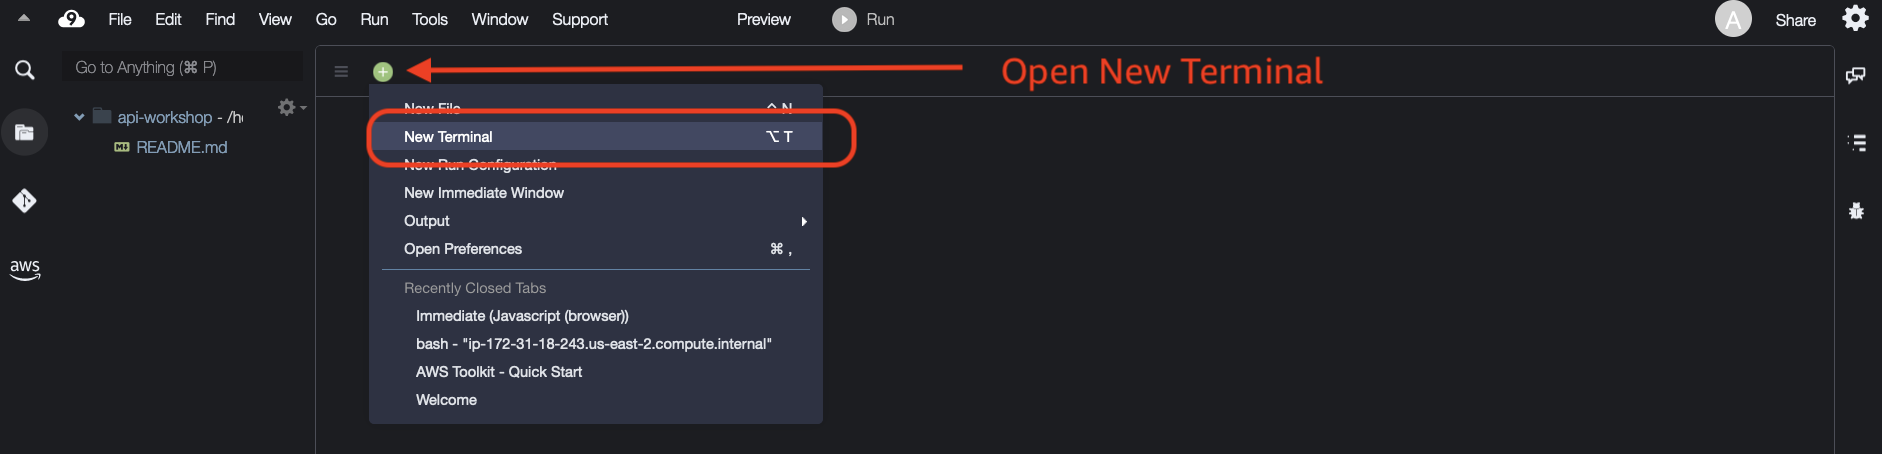 9 File Edit Find View Go Run Tools Window Support Preview Run A Share
Go to Anything (⌘ P)
Open New Terminal
api-workshop - /h
README.md
New File ^ N
New Terminal ⌥ T
New Run Configuration
New Immediate Window
Output
Open Preferences ⌘ ,
aws
Recently Closed Tabs
Immediate (Javascript (browser))
bash - "ip-172-31-18-243.us-east-2.compute.internal"
AWS Toolkit - Quick Start
Welcome